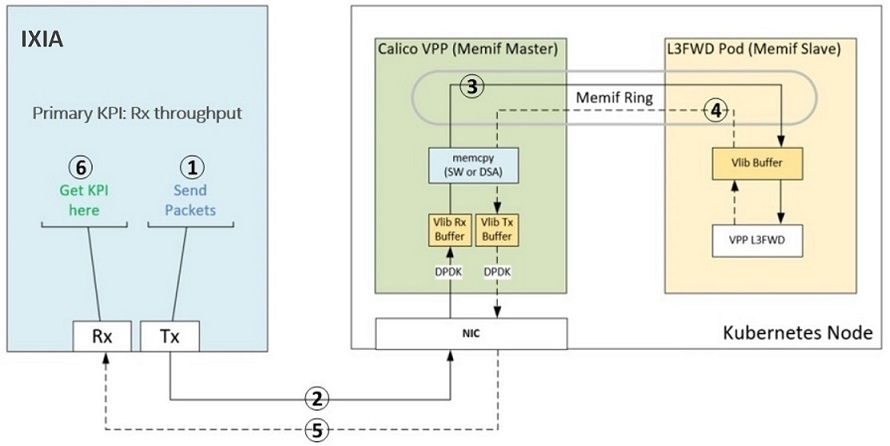 IXIA
Primary KPI: Rx throughput
⑥
Get KPI
here
①
Send
Packets
Rx
Tx
②
⑤
Calico VPP (Memif Master)
L3FWD Pod (Memif Slave)
③
Memif Ring
④
memcpy
(SW or DSA)
Vlib Rx
Buffer
Vlib Tx
Buffer
DPDK
DPDK
Vlib Buffer
VPP L3FWD
NIC
Kubernetes Node